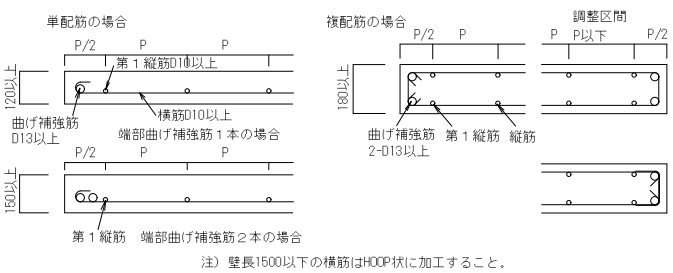 単配筋の場合
P/2 P P
第1縦筋D10以上
120以上
横筋D10以上
曲げ補強筋
D13以上
端部曲げ補強筋1本の場合
P/2 P P
150以上
第1縦筋 端部曲げ補強筋2本の場合
複配筋の場合
調整区間
P/2 P P P以下 P/2
180以上
曲げ補強筋
2-D13以上
第1縦筋 縦筋
注) 壁長1500以下の横筋はHOOP状に加工すること。